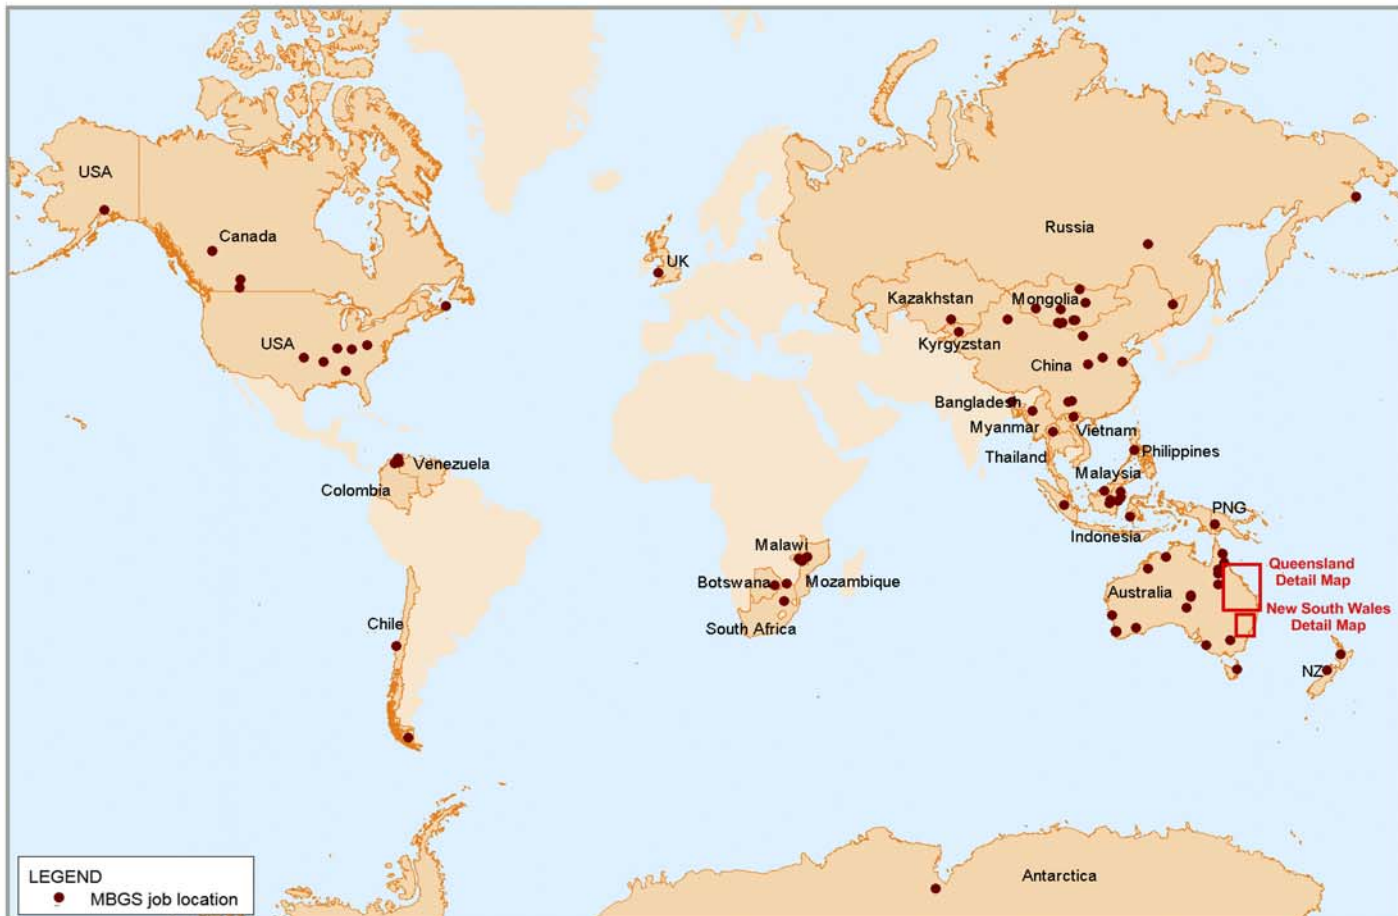 USA
Canada
UK
Russia
Kazakhstan
Mongolia
USA
Kyrgyzstan
China
Bangladesh
Myanmar
Vietnam
Thailand
Philippines
Venezuela
Malaysia
Colombia
PNG
Indonesia
Malawi
Queensland
Detail Map
Botswana
Mozambique
Australia
New South Wales
Detail Map
Chile
South Africa
NZ
Antarctica
LEGEND
MBGS job location